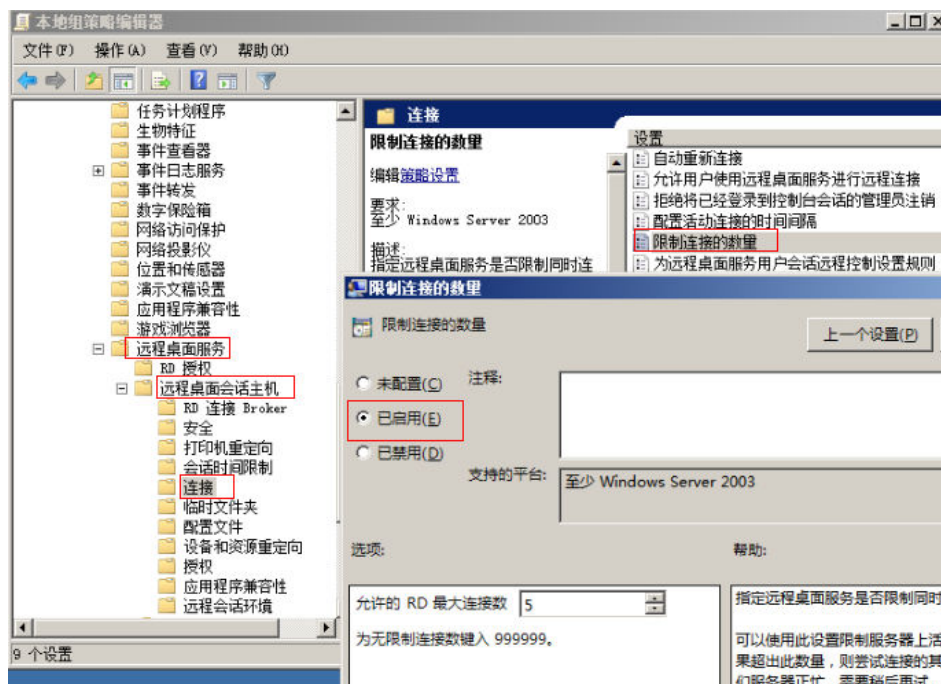 本地组策略编辑器
文件(F) 操作(A) 查看(V) 帮助(H)
任务计划程序
生物特征
事件查看器
事件日志服务
事件转发
数字保险箱
网络访问保护
网络投影仪
位置和传感器
演示文稿设置
应用程序兼容性
游戏浏览器
远程桌面服务
RD 授权
远程桌面会话主机
RD 连接 Broker
安全
打印机重定向
会话时间限制
连接
临时文件夹
配置文件
设备和资源重定向
授权
应用程序兼容性
远程会话环境
9 个设置
连接
限制连接的数量
编辑策略设置
要求:
至少 Windows Server 2003
描述:
指定远程桌面服务是否限制同时连
设置
自动重新连接
允许用户使用远程桌面服务进行远程连接
拒绝将已经登录到控制台会话的管理员注销
配置活动连接的时间间隔
限制连接的数量
为远程桌面服务用户会话远程控制设置规则
限制连接的数量
限制连接的数量
上一个设置(P)
未配置(C)
已启用(E)
已禁用(D)
注释:
支持的平台:
至少 Windows Server 2003
选项:
帮助:
允许的 RD 最大连接数 5
为无限制连接数键入 999999。
指定远程桌面服务是否限制同时
可以使用此设置限制服务器上活
果超出此数量，则尝试连接的其
们服务器正忙，需要稍后再试